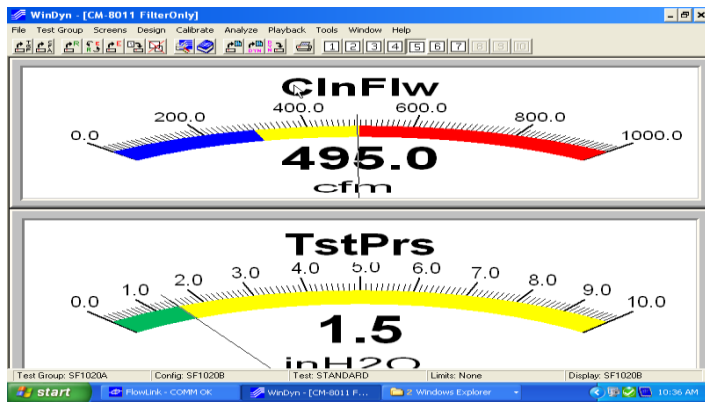 WinDyn - [CM-8011 FilterOnly]
File Test Group Screens Design Calibrate Analyze Playback Tools Window Help
1 2 3 4 5 6 7 8 9 10
ClnFlw
0.0 200.0 400.0 600.0 800.0 1000.0
495.0
cfm
TstPrs
0.0 1.0 2.0 3.0 4.0 5.0 6.0 7.0 8.0 9.0 10.0
1.5
inH2O
Test Group: SF1020A Config: SF1020B Test: STANDARD Limits: None Display: SF1020B
start FlowLink - COMM OK WinDyn - [CM-8011 F... 2 Windows Explorer 10:36 AM